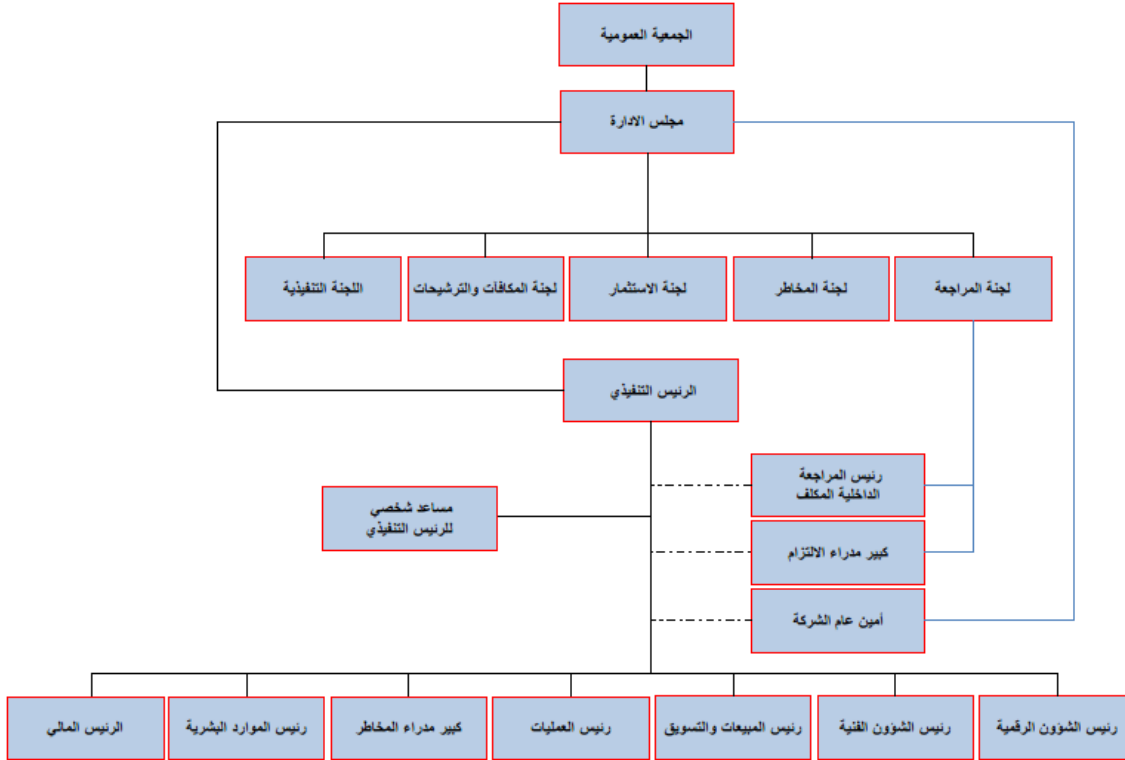 الجمعية العمومية
مجلس الادارة
لجنة المراجعة
لجنة المخاطر
لجنة الاستثمار
لجنة المكافآت والترشيحات
اللجنة التنفيذية
الرئيس التنفيذي
رئيس المراجعة
الداخلية المكلف
مساعد شخصي
للرئيس التنفيذي
كبير مدراء الالتزام
أمين عام الشركة
رئيس الشؤون الرقمية
رئيس الشؤون الفنية
رئيس المبيعات والتسويق
رئيس العمليات
كبير مدراء المخاطر
رئيس الموارد البشرية
الرئيس المالي